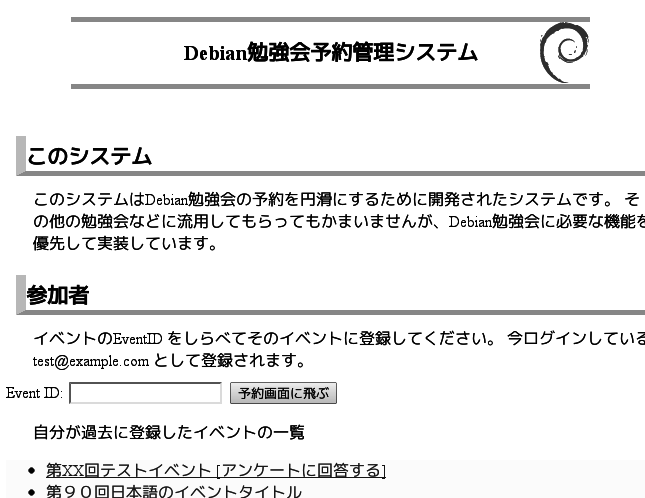 Debian勉強会予約管理システム
このシステム
このシステムはDebian勉強会の予約を円滑にするために開発されたシステムです。 そ
の他の勉強会などに流用してもらってもかまいませんが、Debian勉強会に必要な機能を
優先して実装しています。
参加者
イベントのEventID をしらべてそのイベントに登録してください。 今ログインしている
test@example.com として登録されます。
Event ID: 予約画面に飛ぶ
自分が過去に登録したイベントの一覧
第XX回テストイベント [アンケートに回答する]
第９０回日本語のイベントタイトル